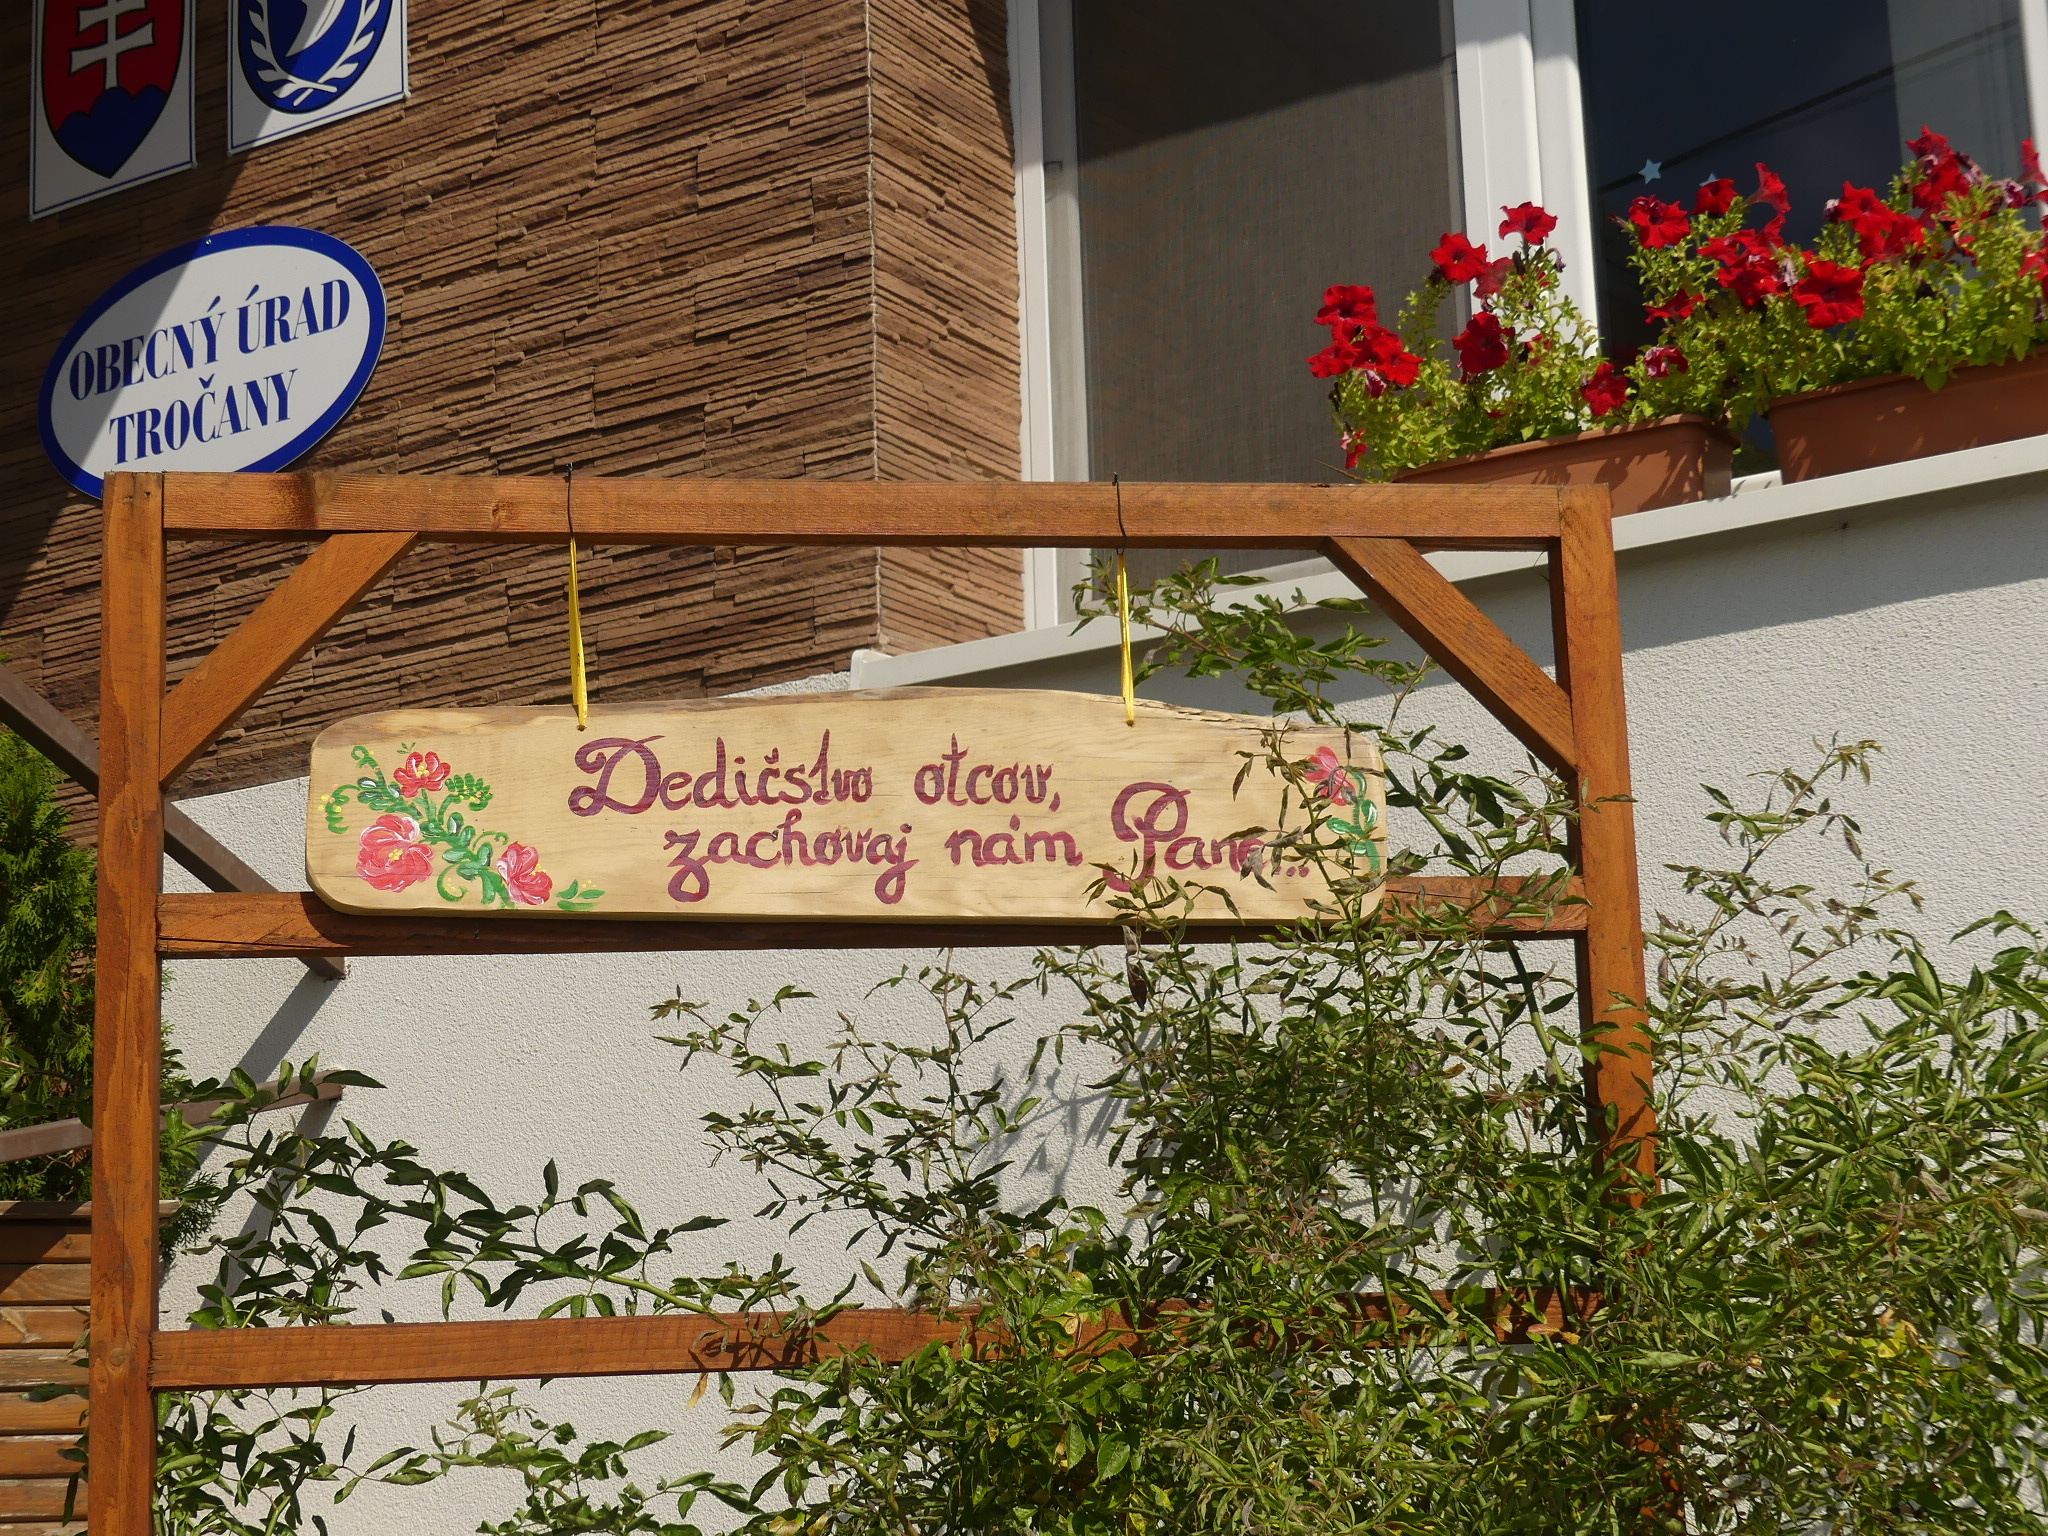 OBECNÝ ÚRAD
TROČANY
Dedičstvo otcov,
zachovaj nám Pane...